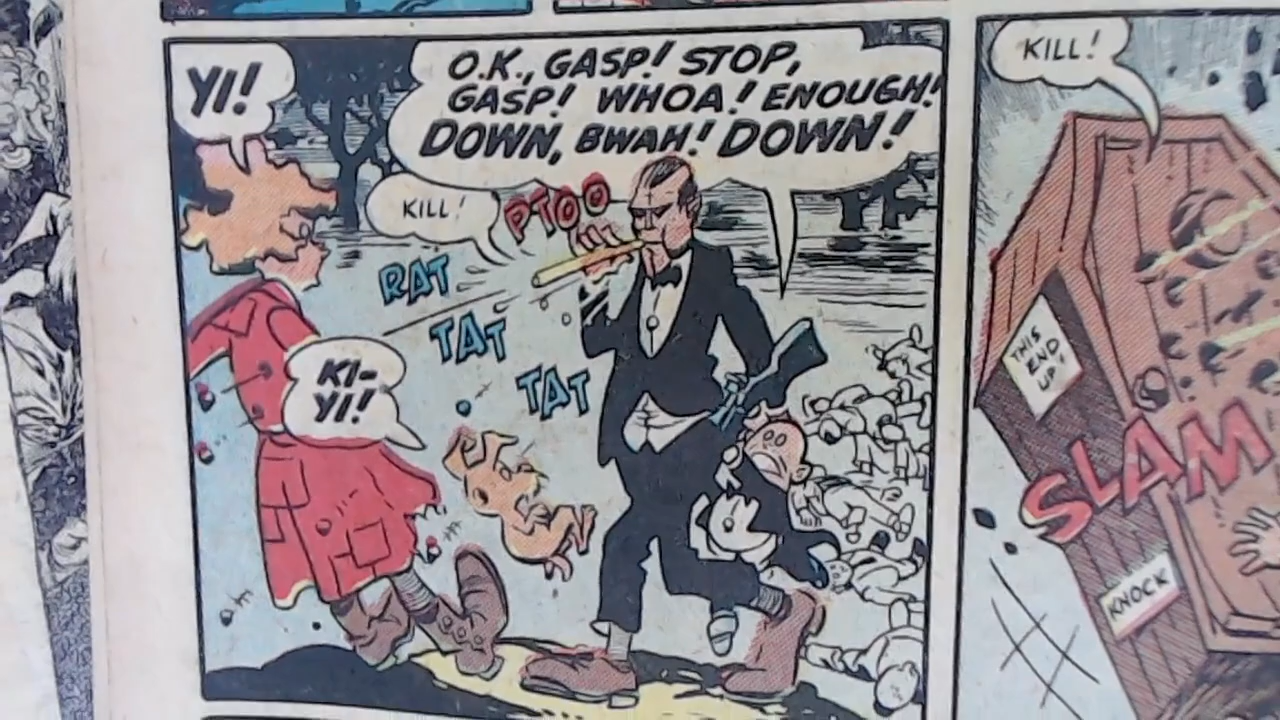 YI!
O.K., GASP! STOP,
GASP! WHOA! ENOUGH!
DOWN, BWAH! DOWN!
KILL!
PTOO
RAT
TAT
TAT
KI-
YI!
KILL!
THIS
END
UP!
SLAM
KNOCK